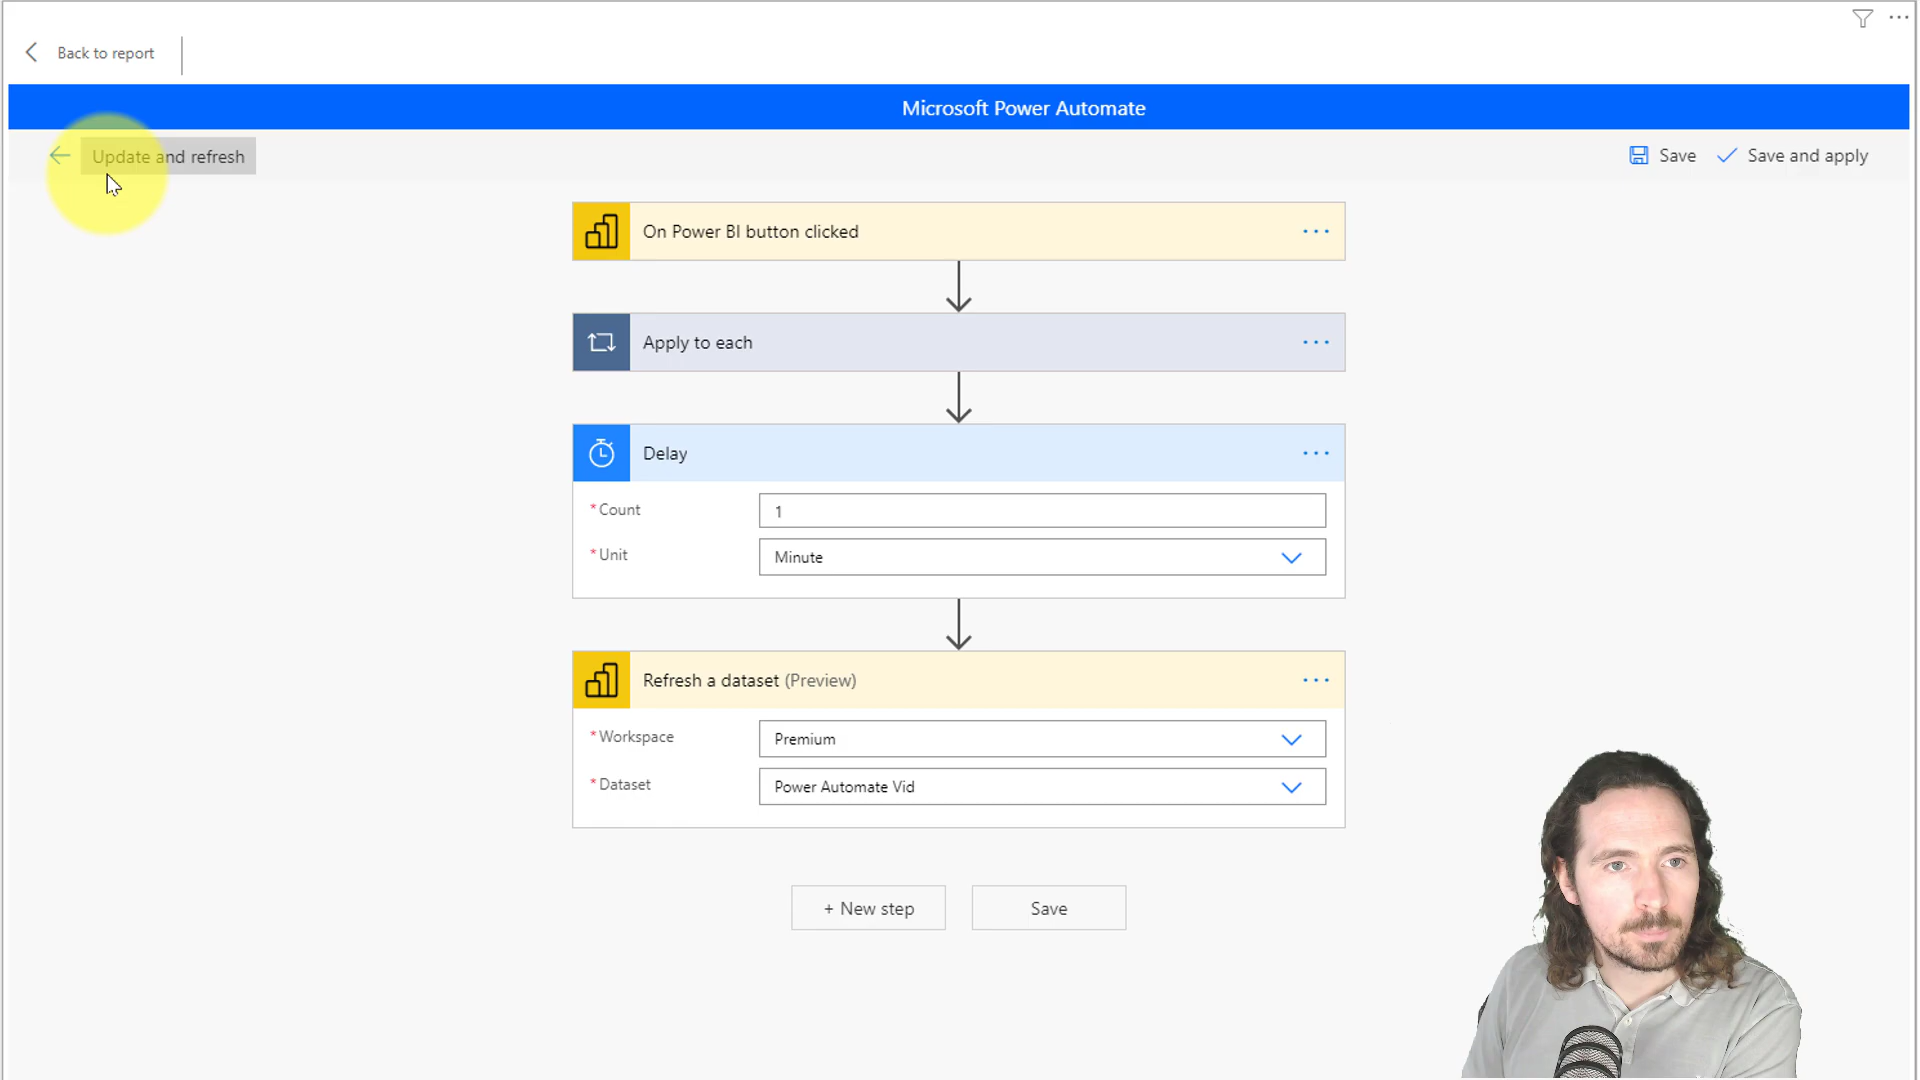 Back to report
Microsoft Power Automate
Update and refresh
Save
Save and apply
On Power BI button clicked
Apply to each
Delay
*Count
1
*Unit
Minute
Refresh a dataset (Preview)
*Workspace
Premium
*Dataset
Power Automate Vid
+ New step
Save